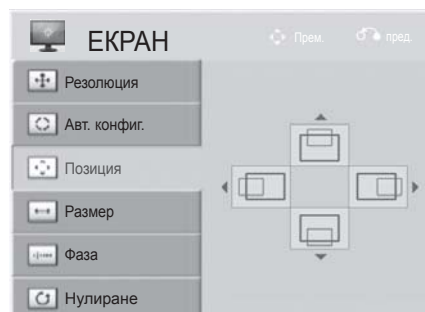 ЕКРАН
Прем.
пред.
Резолюция
Авт. конфиг.
Позиция
Размер
Фаза
Нулиране